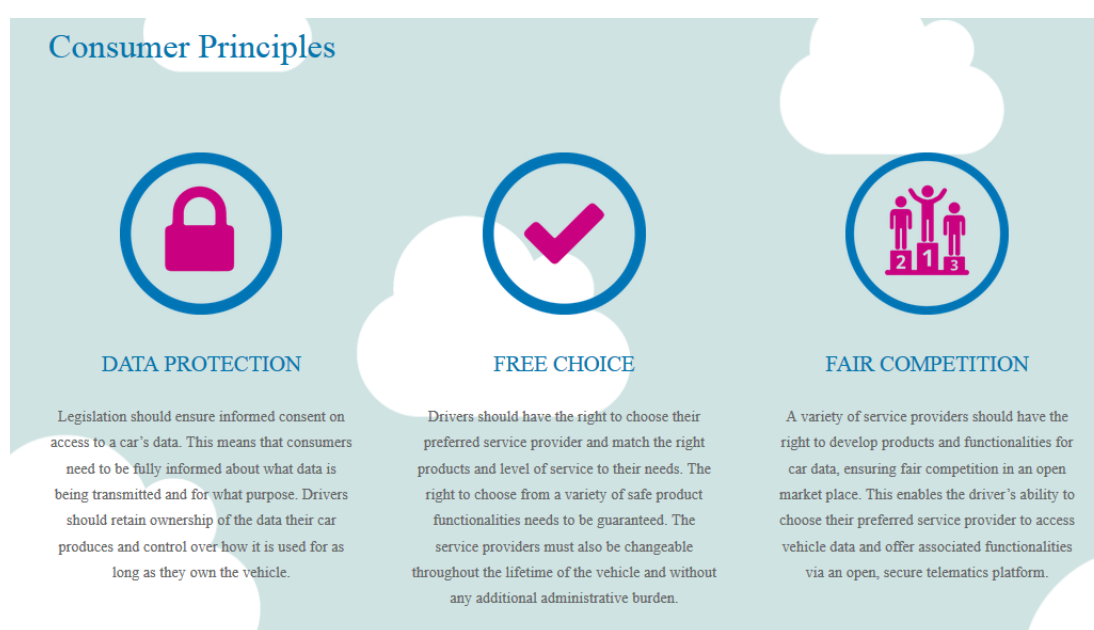 Consumer Principles
2 1 3
DATA PROTECTION
Legislation should ensure informed consent on
access to a car's data. This means that consumers
need to be fully informed about what data is
being transmitted and for what purpose. Drivers
should retain ownership of the data their car
produces and control over how it is used for as
long as they own the vehicle.
FREE CHOICE
Drivers should have the right to choose their
preferred service provider and match the right
products and level of service to their needs. The
right to choose from a variety of safe product
functionalities needs to be guaranteed. The
service providers must also be changeable
throughout the lifetime of the vehicle and without
any additional administrative burden.
FAIR COMPETITION
A variety of service providers should have the
right to develop products and functionalities for
car data, ensuring fair competition in an open
market place. This enables the driver's ability to
choose their preferred service provider to access
vehicle data and offer associated functionalities
via an open, secure telematics platform.